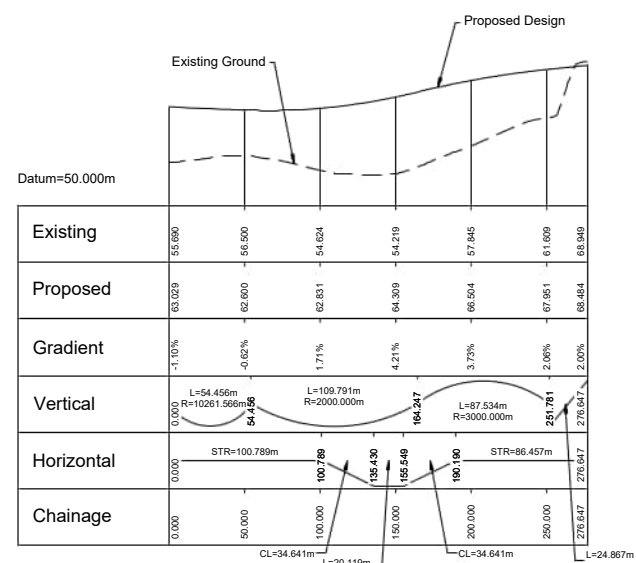 Proposed Design
Existing Ground
Datum=50.000m
Existing
55.690
56.500
54.624
54.219
57.845
61.609
68.949
Proposed
63.029
62.600
62.831
64.309
66.504
67.951
68.484
Gradient
-1.10%
-0.62%
1.71%
4.21%
3.73%
2.06%
2.00%
Vertical
0.000
L=54.456m
R=10261.566m
54.456
L=109.791m
R=2000.000m
164.247
L=87.534m
R=3000.000m
251.781
276.647
Horizontal
0.000
STR=100.789m
100.789
135.430
155.549
190.190
STR=86.457m
276.647
Chainage
0.000
50.000
100.000
150.000
200.000
250.000
276.647
CL=34.641m
L=20.119m
CL=34.641m
L=24.867m